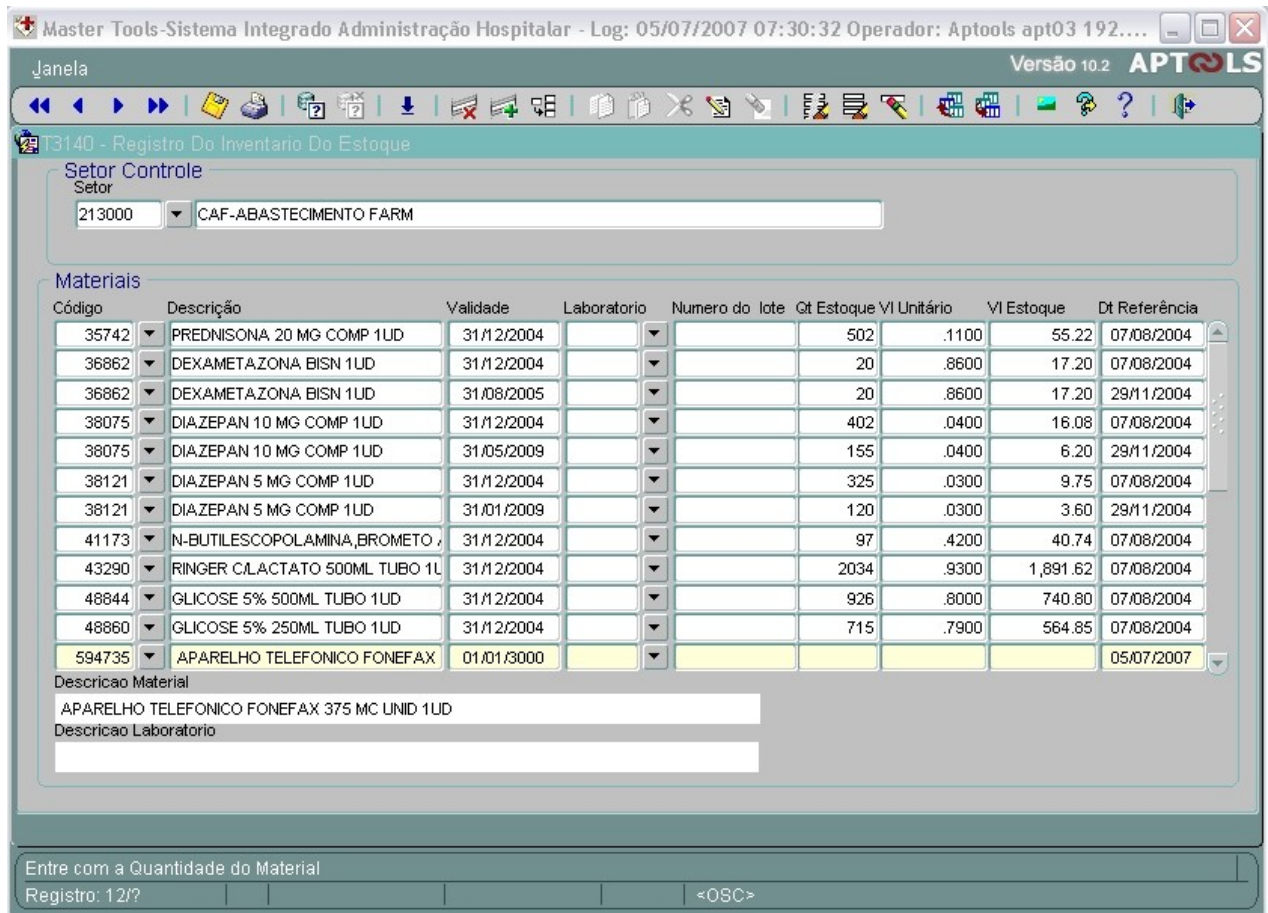 Master Tools-Sistema Integrado Administração Hospitalar - Log: 05/07/2007 07:30:32 Operador: Aptools apt03 192....
Janela Versão 10.2 APTOOLS
T3140 - Registro Do Inventario Do Estoque
Setor Controle
Setor
213000 CAF-ABASTECIMENTO FARM
Materiais
Código Descrição Validade Laboratorio Numero do lote Qt Estoque Vl Unitário Vl Estoque Dt Referência
35742 PREDNISONA 20 MG COMP 1UD 31/12/2004 502 .1100 55.22 07/08/2004
36862 DEXAMETAZONA BISN 1UD 31/12/2004 20 .8600 17.20 07/08/2004
36862 DEXAMETAZONA BISN 1UD 31/08/2005 20 .8600 17.20 29/11/2004
38075 DIAZEPAN 10 MG COMP 1UD 31/12/2004 402 .0400 16.08 07/08/2004
38075 DIAZEPAN 10 MG COMP 1UD 31/05/2009 155 .0400 6.20 29/11/2004
38121 DIAZEPAN 5 MG COMP 1UD 31/12/2004 325 .0300 9.75 07/08/2004
38121 DIAZEPAN 5 MG COMP 1UD 31/01/2009 120 .0300 3.60 29/11/2004
41173 N-BUTILESCOPOLAMINA,BROMETO 31/12/2004 97 .4200 40.74 07/08/2004
43290 RINGER C/LACTATO 500ML TUBO 1U 31/12/2004 2034 .9300 1,891.62 07/08/2004
48844 GLICOSE 5% 500ML TUBO 1UD 31/12/2004 926 .8000 740.80 07/08/2004
48860 GLICOSE 5% 250ML TUBO 1UD 31/12/2004 715 .7900 564.85 07/08/2004
594735 APARELHO TELEFONICO FONEFAX 01/01/3000 05/07/2007
Descricao Material
APARELHO TELEFONICO FONEFAX 375 MC UNID 1UD
Descricao Laboratorio
Entre com a Quantidade do Material
Registro: 12/? <OSC>